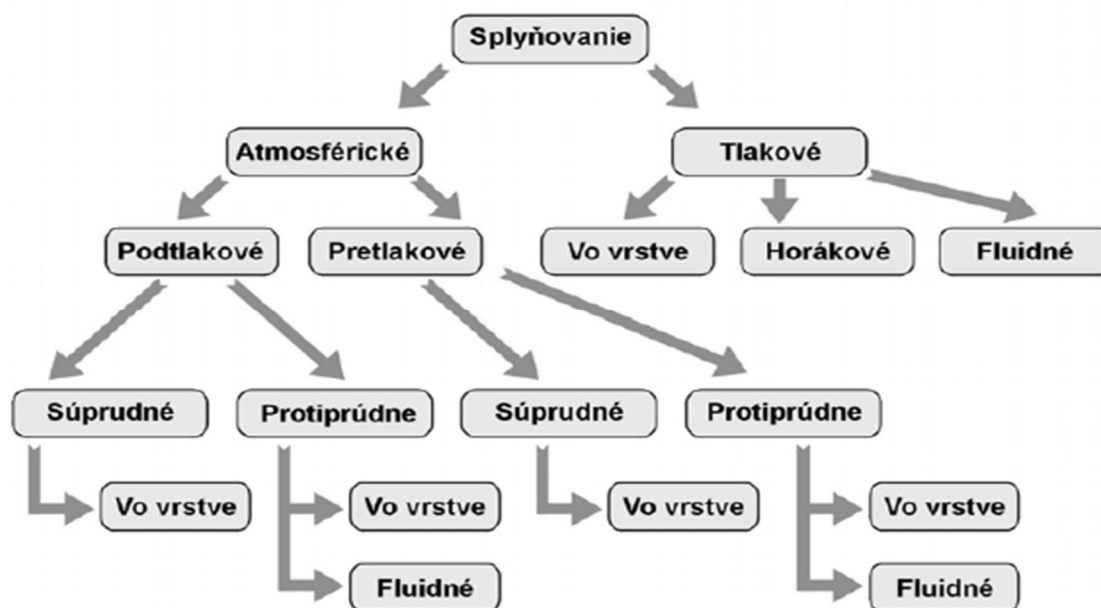 Splyňovanie
Atmosférické
Tlakové
Podtlakové
Pretlakové
Vo vrstve
Horákové
Fluidné
Súprudné
Protiprúdne
Súprudné
Protiprúdne
Vo vrstve
Vo vrstve
Vo vrstve
Vo vrstve
Fluidné
Fluidné